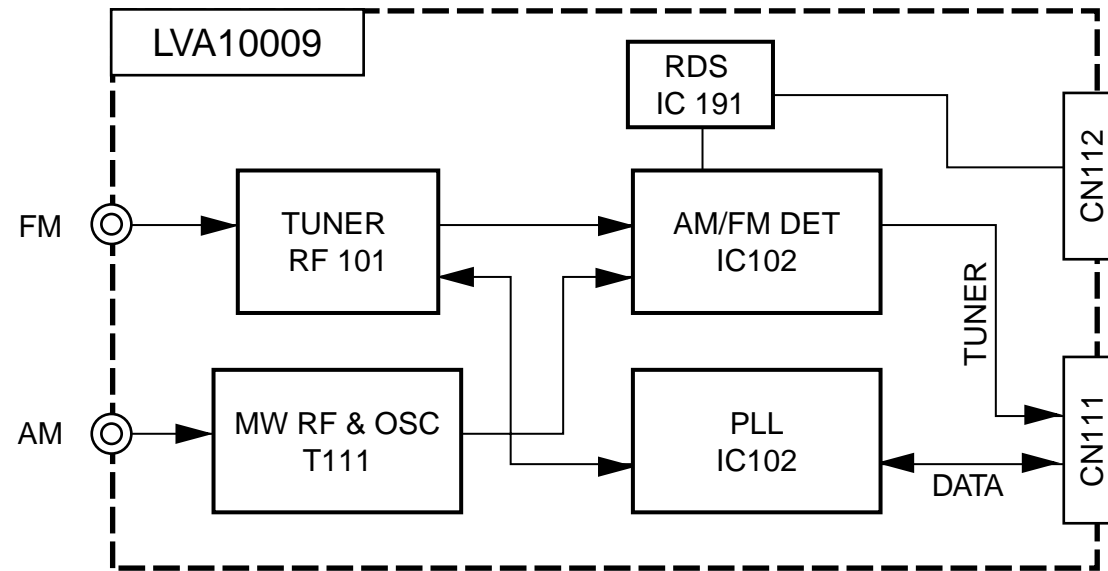 LVA10009
RDS
IC 191
CN112
FM
TUNER
RF 101
AM/FM DET
IC102
TUNER
AM
MW RF & OSC
T111
PLL
IC102
DATA
CN111